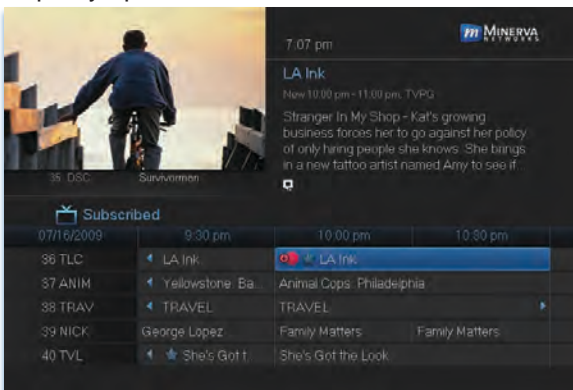 7:07 pm
m MINERVA
NETWORKS
LA Ink
Now 10:00 pm - 11:00 pm, TVPG
Stranger In My Shop - Kat's growing
business forces her to go against her policy
of only hiring people she knows. She brings
in a new tattoo artist named Amy to see if
35 DSC Survivorman
Subscribed
07/16/2009 9:30 pm 10:00 pm 10:30 pm
36 TLC LA Ink LA Ink
37 ANIM Yellowstone: Ba... Animal Cops: Philadelphia
38 TRAV TRAVEL TRAVEL
39 NICK George Lopez Family Matters Family Matters
40 TVL She's Got t She's Got the Look